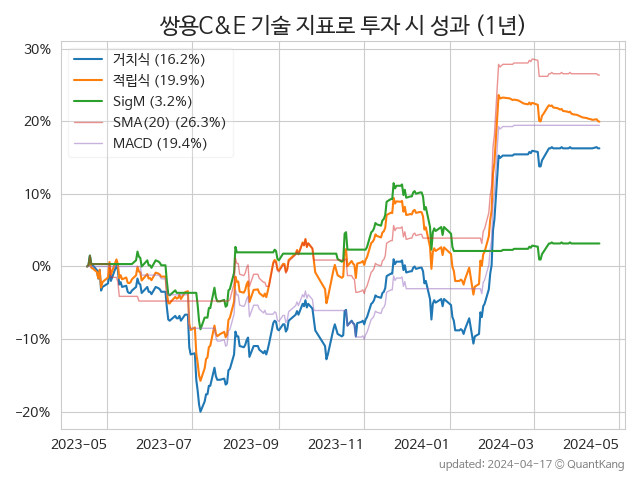 쌍용C&E 기술 지표로 투자 시 성과 (1년)
거치식 (16.2%)
적립식 (19.9%)
SigM (3.2%)
SMA(20) (26.3%)
MACD (19.4%)
30%
20%
10%
0%
−10%
−20%
2023-05 2023-07 2023-09 2023-11 2024-01 2024-03 2024-05
updated: 2024-04-17 ⓒ QuantKang